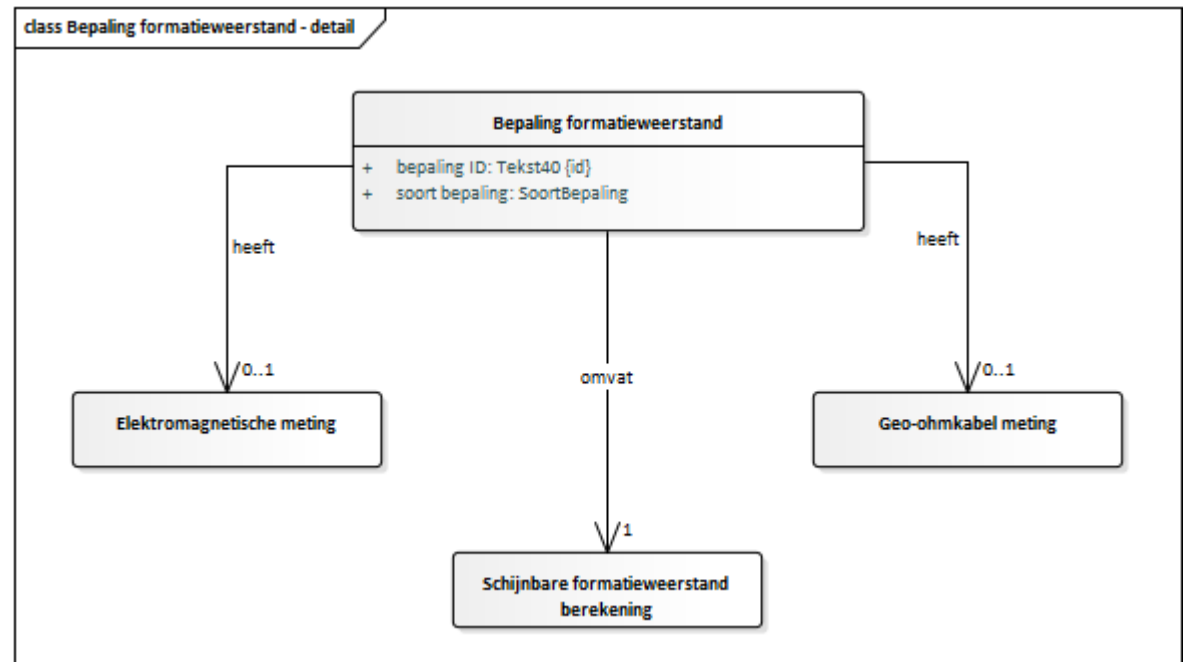 class Bepaling formatieweerstand - detail
Bepaling formatieweerstand
+ bepaling ID: Tekst40 {id}
+ soort bepaling: SoortBepaling
heeft
heeft
0..1
omvat
0..1
Elektromagnetische meting
Geo-ohmkabel meting
1
Schijnbare formatieweerstand
berekening